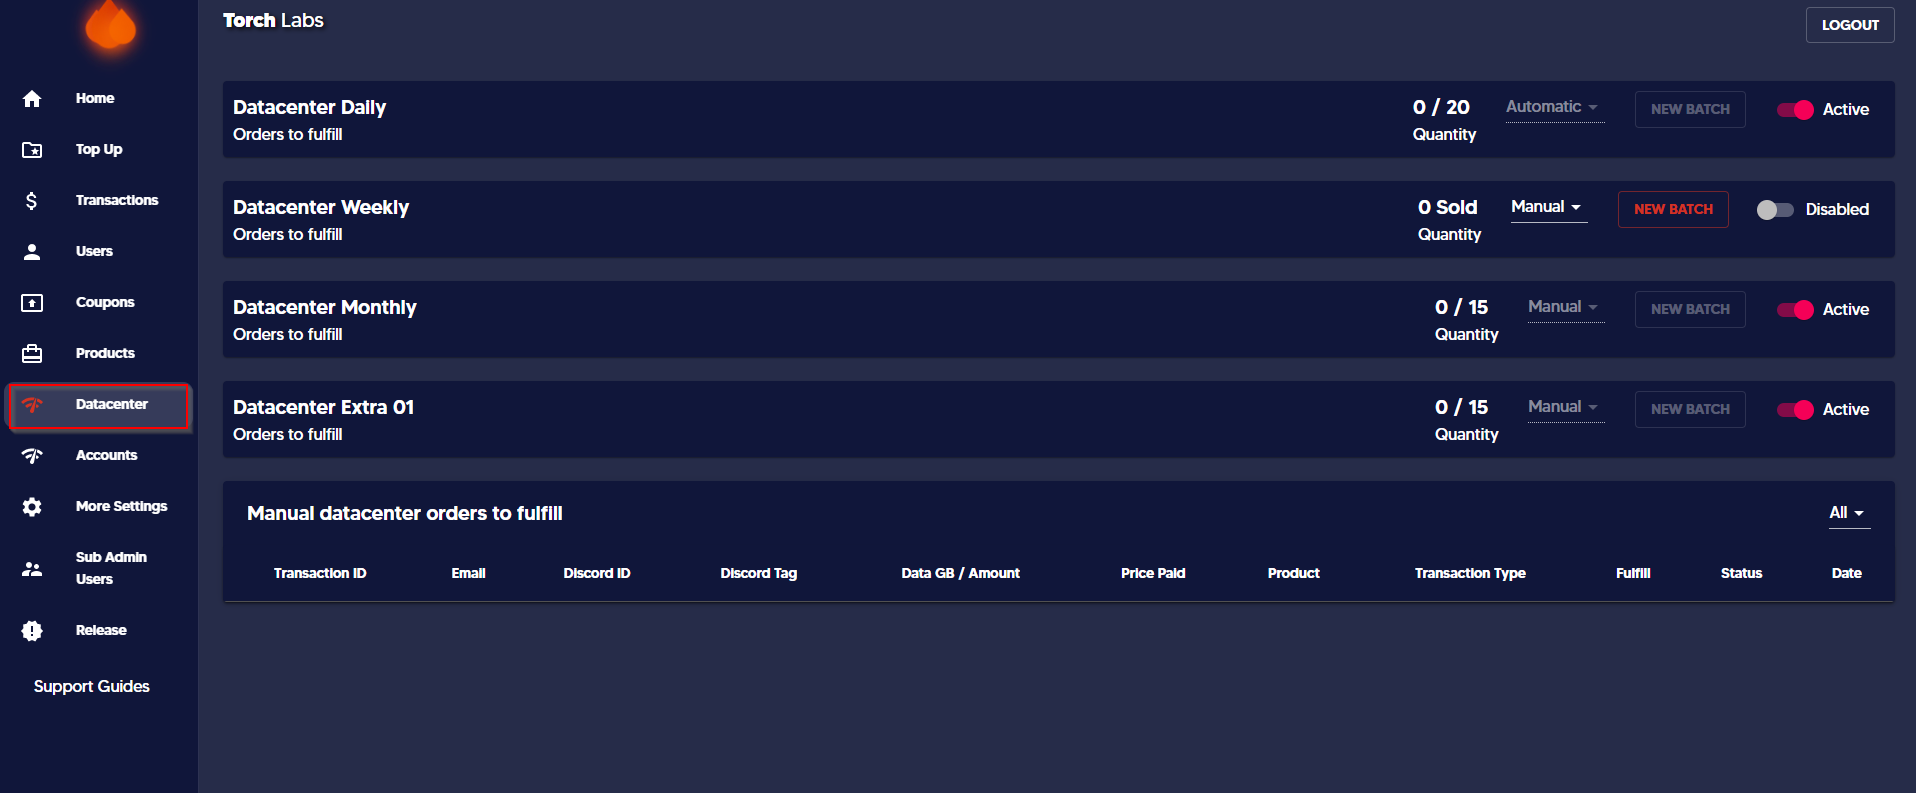 Torch Labs
LOGOUT
Home
Top Up
Transactions
Users
Coupons
Products
Datacenter
Accounts
More Settings
Sub Admin
Users
Release
Support Guides
Datacenter Daily
Orders to fulfill
0 / 20
Quantity
Automatic
NEW BATCH
Active
Datacenter Weekly
Orders to fulfill
0 Sold
Quantity
Manual
NEW BATCH
Disabled
Datacenter Monthly
Orders to fulfill
0 / 15
Quantity
Manual
NEW BATCH
Active
Datacenter Extra 01
Orders to fulfill
0 / 15
Quantity
Manual
NEW BATCH
Active
Manual datacenter orders to fulfill
All
Transaction ID Email Discord ID Discord Tag Data GB / Amount Price Paid Product Transaction Type Fulfill Status Date